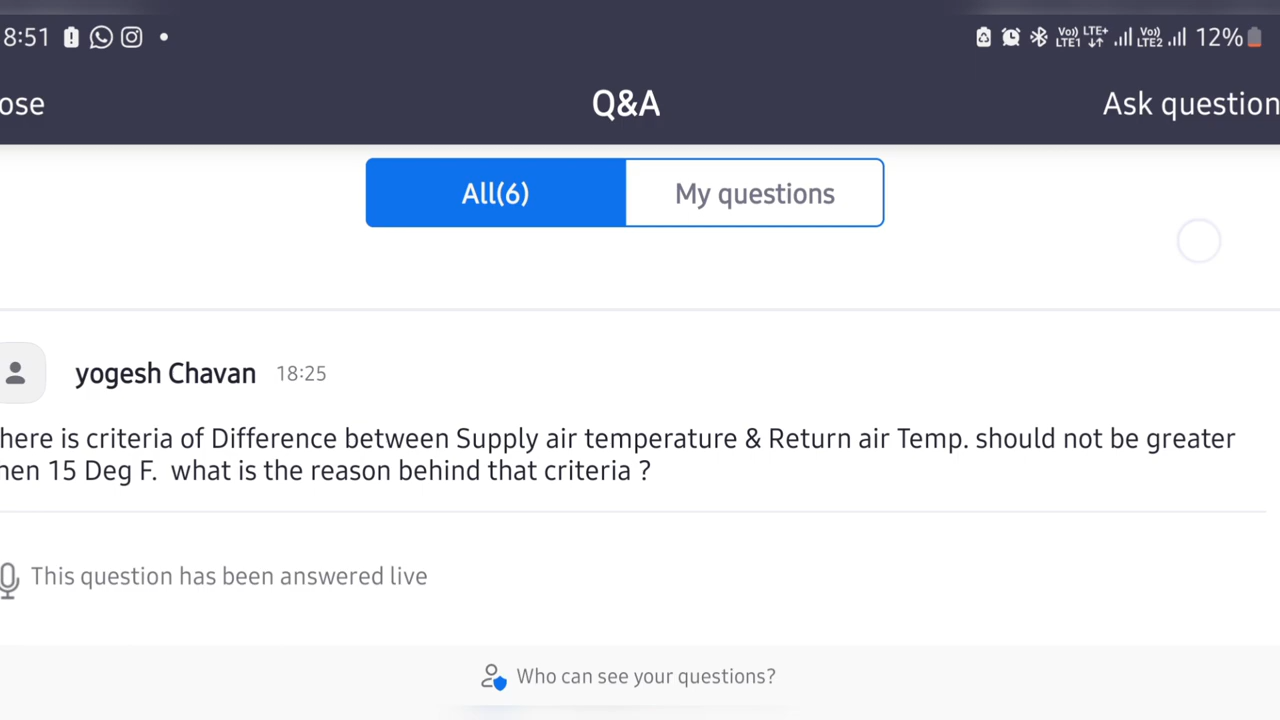 8:51 Vo) LTE1 LTE+ Vo) LTE2 12%
ose Q&A Ask question
All(6) My questions
yogesh Chavan 18:25
here is criteria of Difference between Supply air temperature & Return air Temp. should not be greater
hen 15 Deg F. what is the reason behind that criteria ?
This question has been answered live
Who can see your questions?